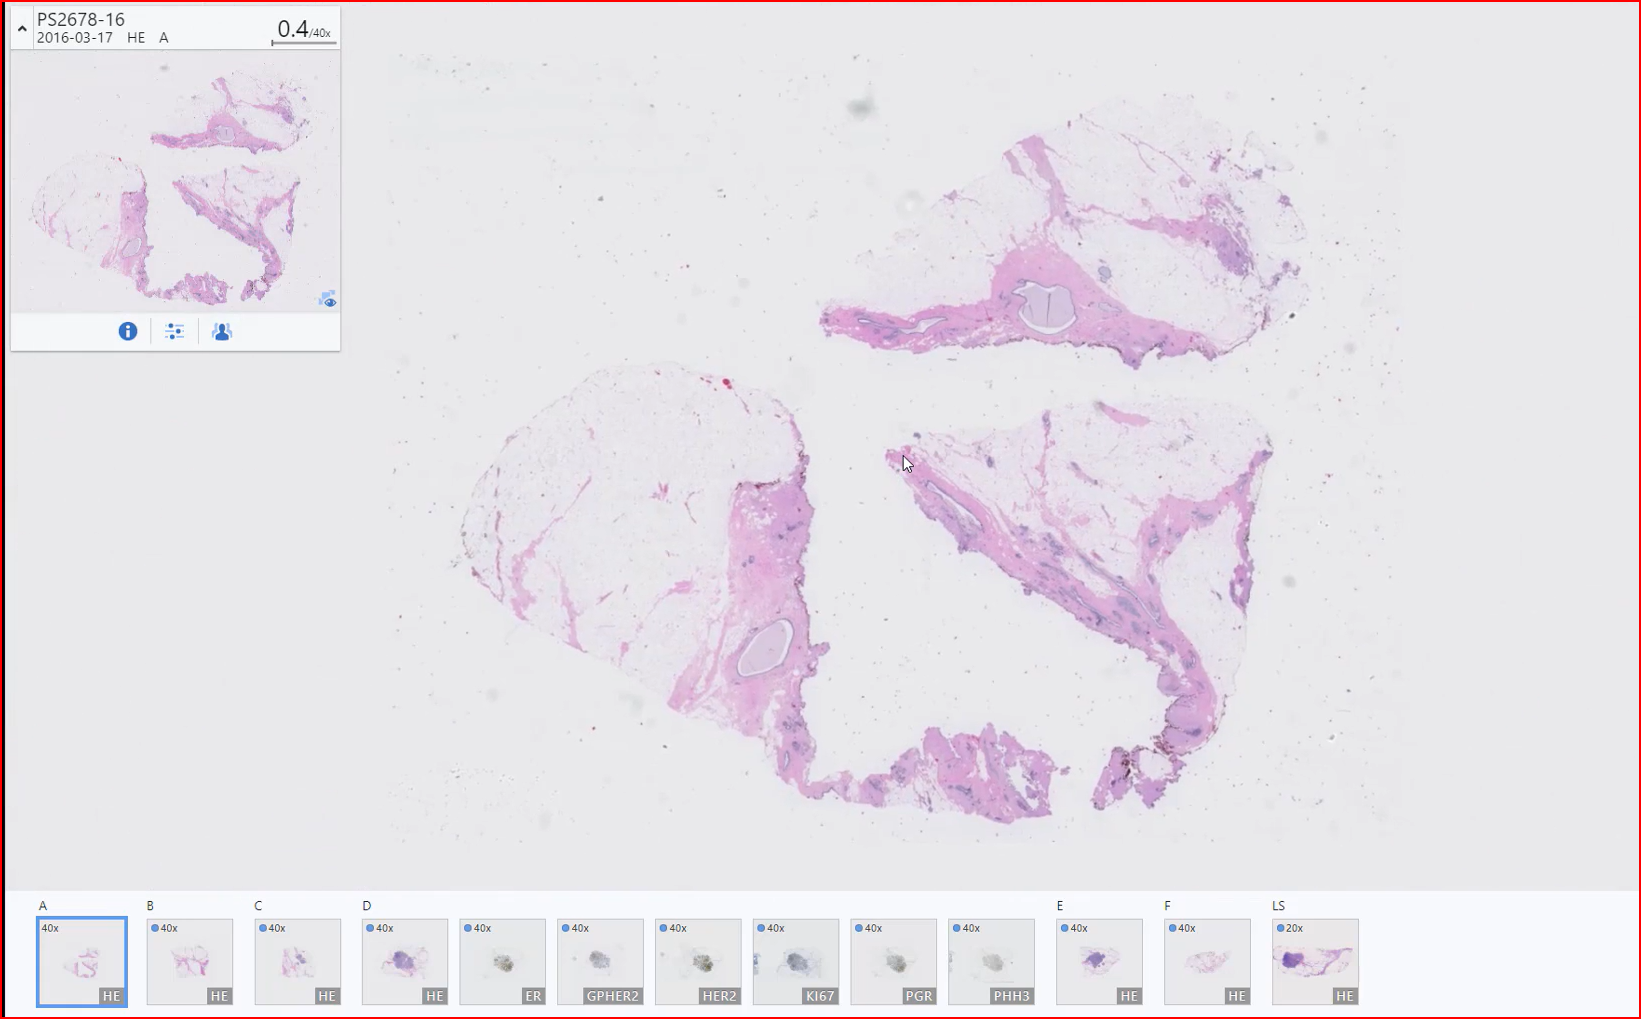 PS2678-16
2016-03-17 HE A
0.4/40x
A B C D E F LS
40x 40x 40x 40x 40x 40x 40x 40x 40x 40x 40x 40x 20x
HE HE HE HE ER GPHER2 HER2 KI67 PGR PHH3 HE HE HE